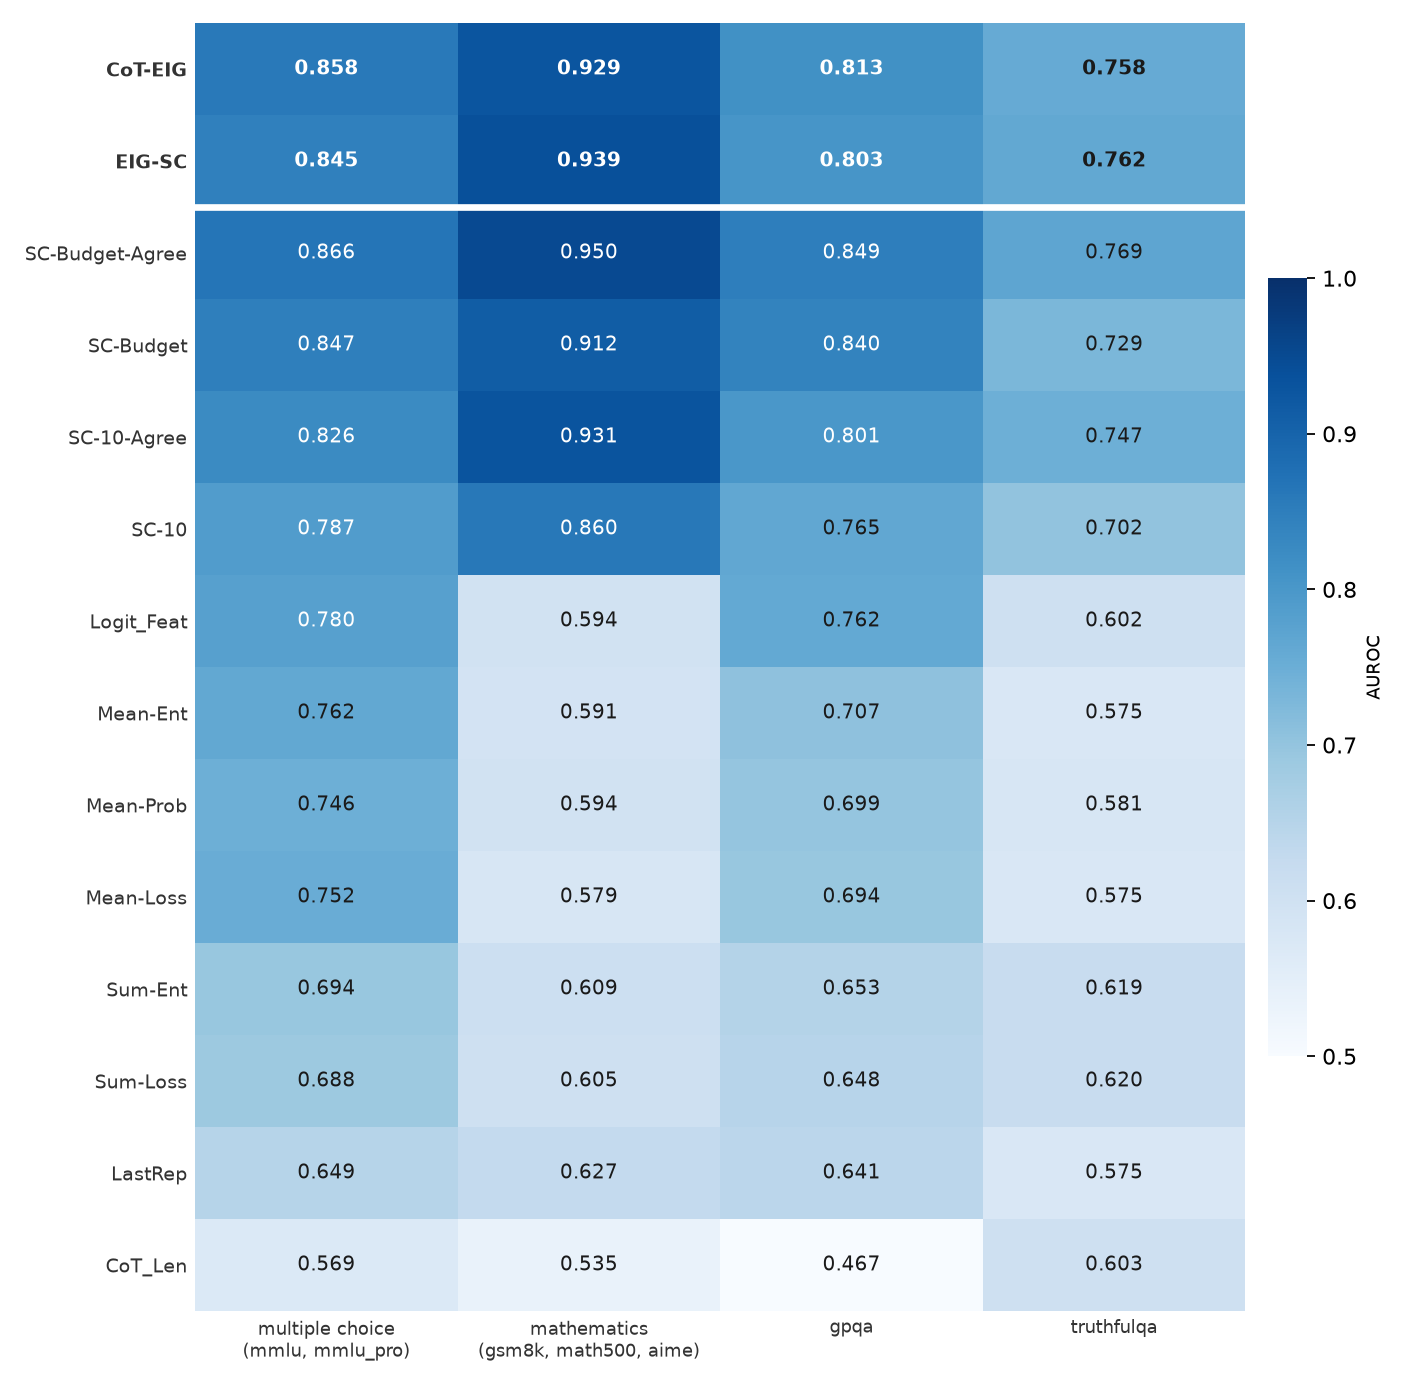 CoT-EIG 0.858 0.929 0.813 0.758
EIG-SC 0.845 0.939 0.803 0.762
SC-Budget-Agree 0.866 0.950 0.849 0.769
SC-Budget 0.847 0.912 0.840 0.729
SC-10-Agree 0.826 0.931 0.801 0.747
SC-10 0.787 0.860 0.765 0.702
Logit_Feat 0.780 0.594 0.762 0.602
Mean-Ent 0.762 0.591 0.707 0.575
Mean-Prob 0.746 0.594 0.699 0.581
Mean-Loss 0.752 0.579 0.694 0.575
Sum-Ent 0.694 0.609 0.653 0.619
Sum-Loss 0.688 0.605 0.648 0.620
LastRep 0.649 0.627 0.641 0.575
CoT_Len 0.569 0.535 0.467 0.603
multiple choice
(mmlu, mmlu_pro)
mathematics
(gsm8k, math500, aime)
gpqa
truthfulqa
1.0
0.9
0.8
0.7
0.6
0.5
AUROC